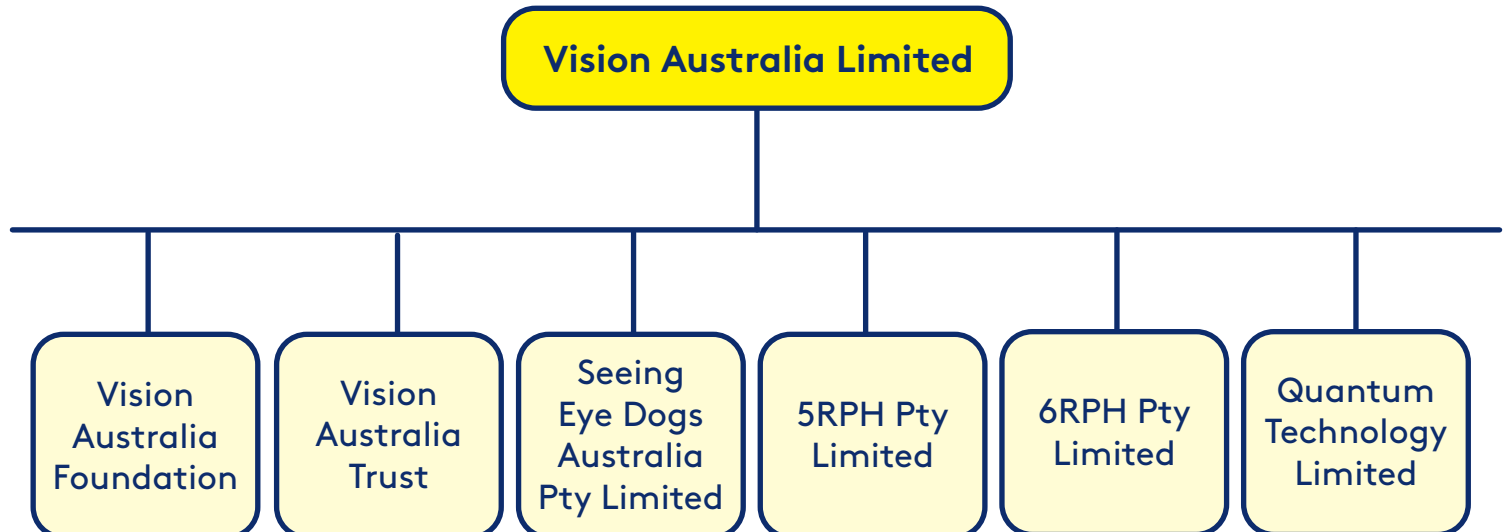 Vision Australia Limited
Vision
Australia
Foundation
Vision
Australia
Trust
Seeing
Eye Dogs
Australia
Pty Limited
5RPH Pty
Limited
6RPH Pty
Limited
Quantum
Technology
Limited